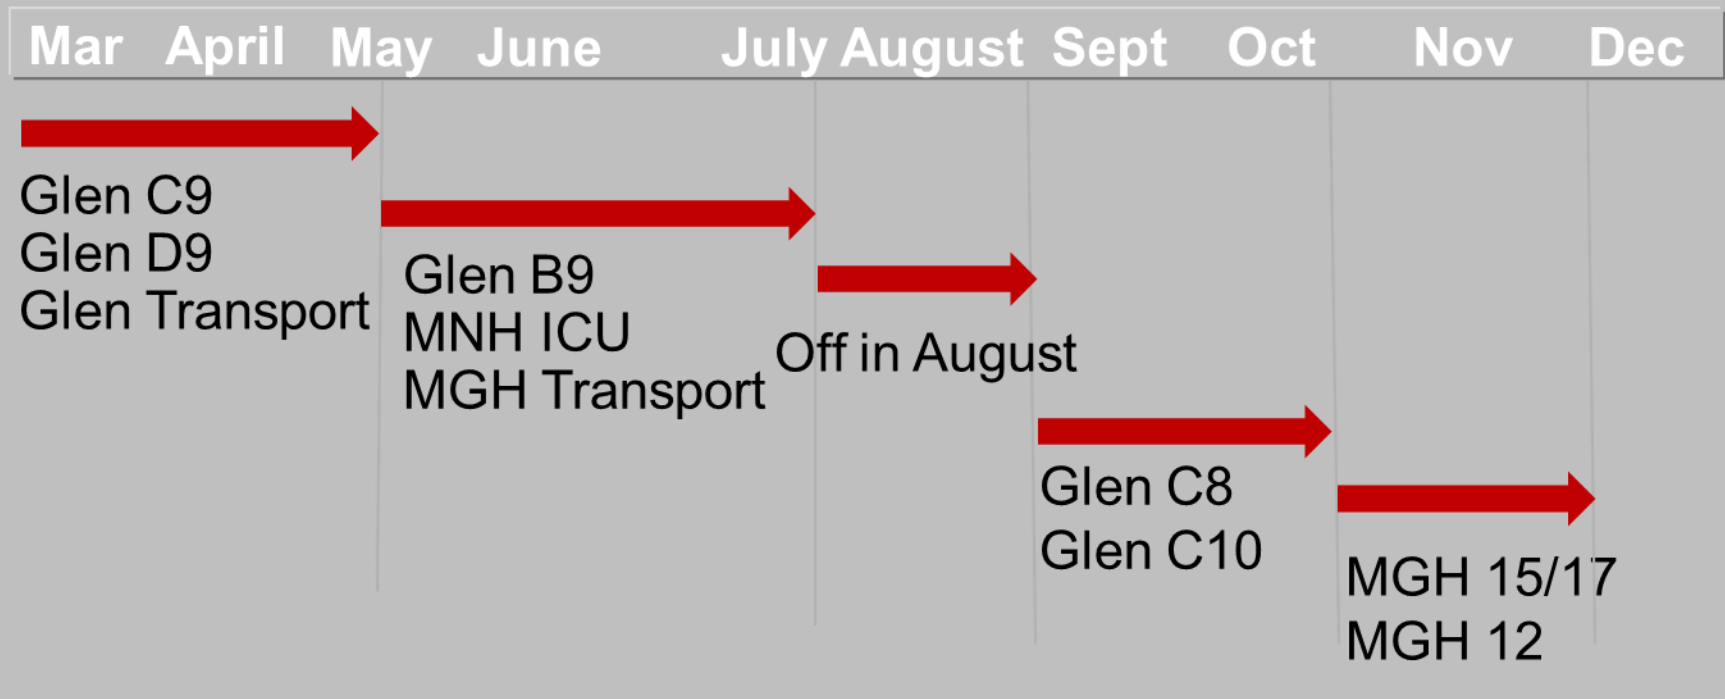 Mar April May June July August Sept Oct Nov Dec
Glen C9
Glen D9
Glen Transport
Glen B9
MNH ICU
MGH Transport
Off in August
Glen C8
Glen C10
MGH 15/17
MGH 12